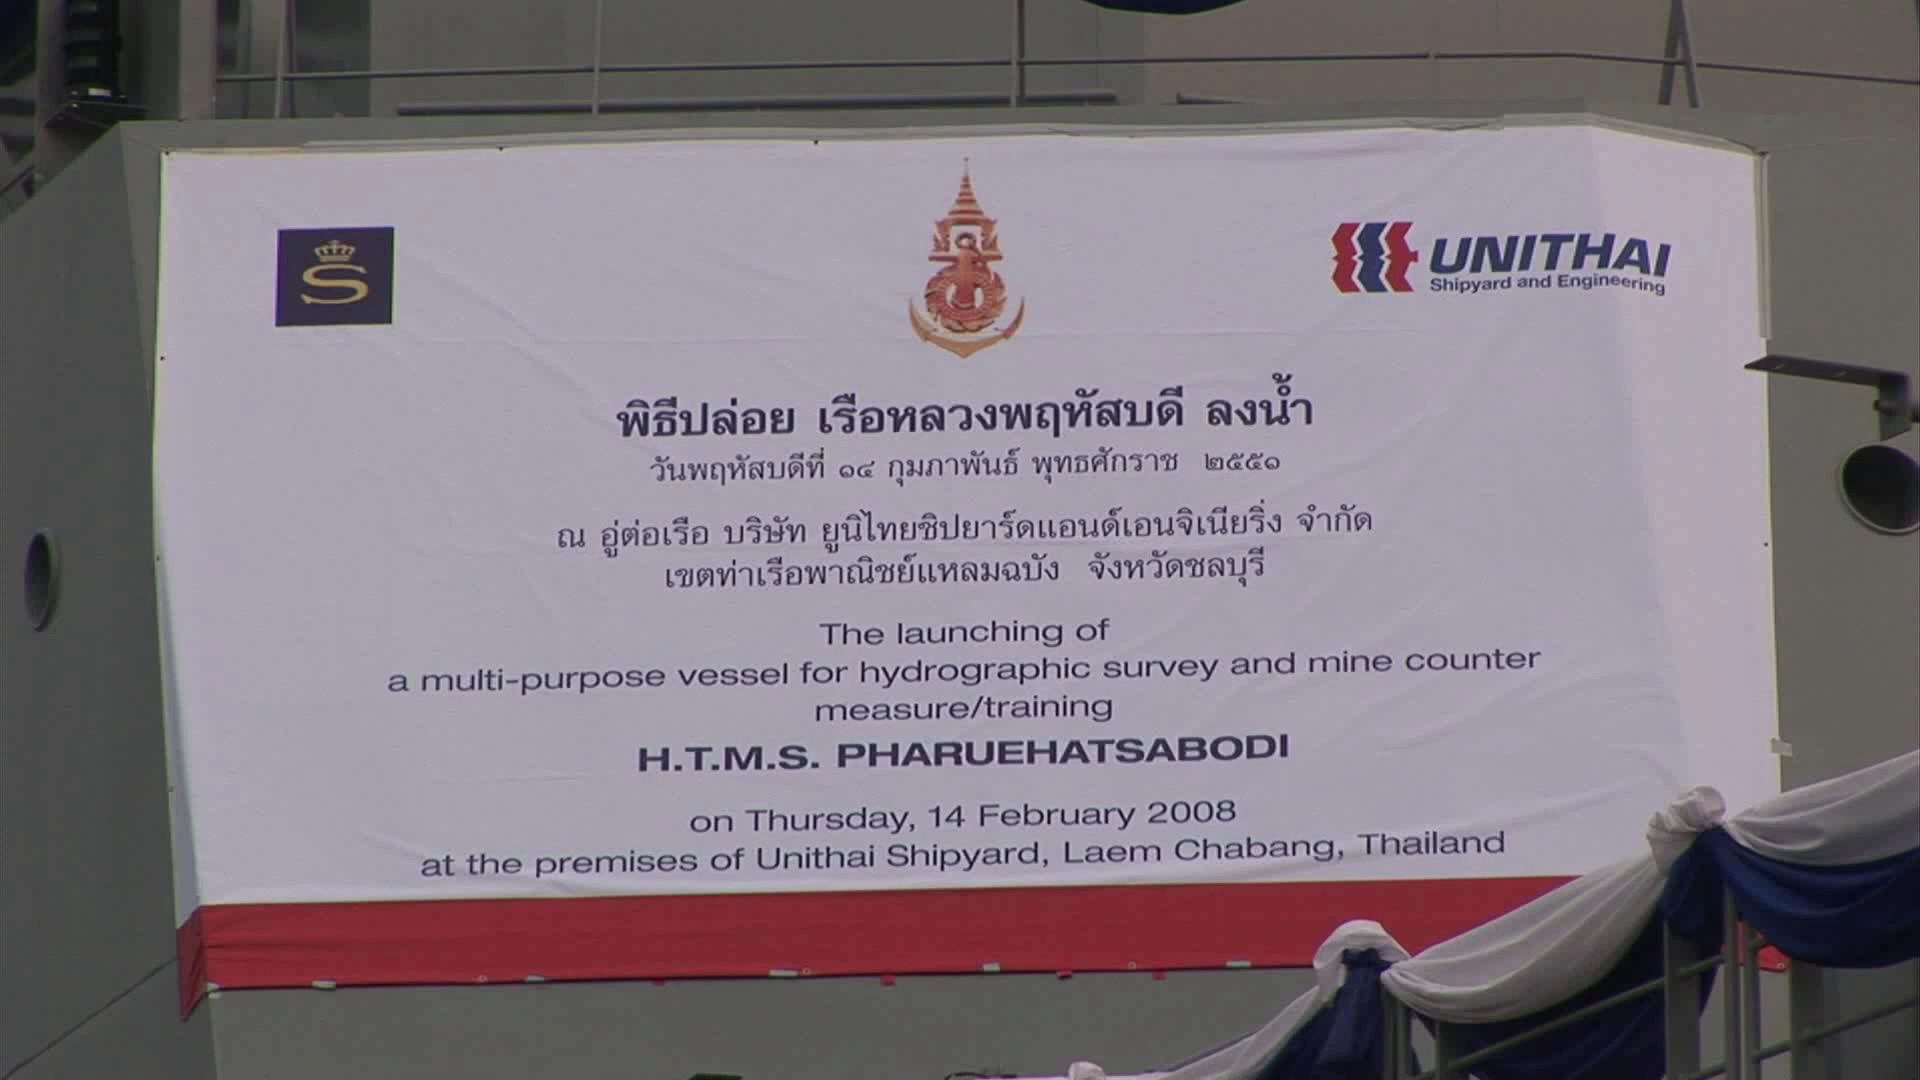 S
UNITHAI
Shipyard and Engineering
พิธีปล่อย เรือหลวงพฤหัสบดี ลงน้ำ
วันพฤหัสบดีที่ ๑๔ กุมภาพันธ์ พุทธศักราช ๒๕๕๑
ณ อู่ต่อเรือ บริษัท ยูนิไทยชิปยาร์ดแอนด์เอนจิเนียริ่ง จำกัด
เขตท่าเรือพาณิชย์แหลมฉบัง จังหวัดชลบุรี
The launching of
a multi-purpose vessel for hydrographic survey and mine counter
measure/training
H.T.M.S. PHARUEHATSABODI
on Thursday, 14 February 2008
at the premises of Unithai Shipyard, Laem Chabang, Thailand